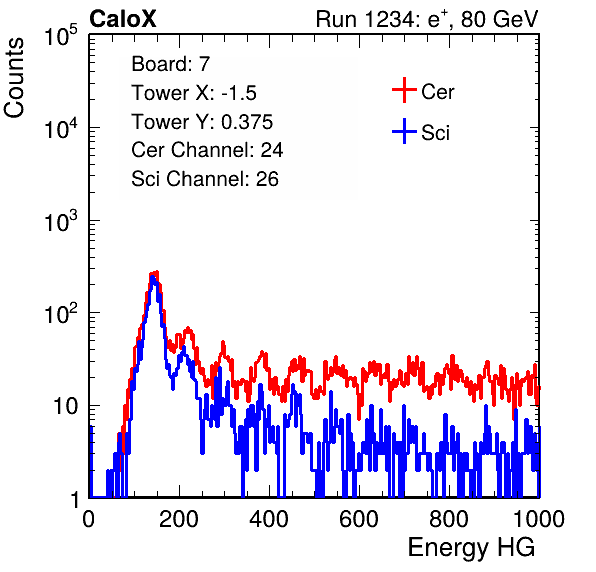 CaloX Run 1234: e⁺, 80 GeV
Counts
10⁵
10⁴
10³
10²
10
1
Board: 7
Tower X: -1.5
Tower Y: 0.375
Cer Channel: 24
Sci Channel: 26
Cer
Sci
0 200 400 600 800 1000
Energy HG